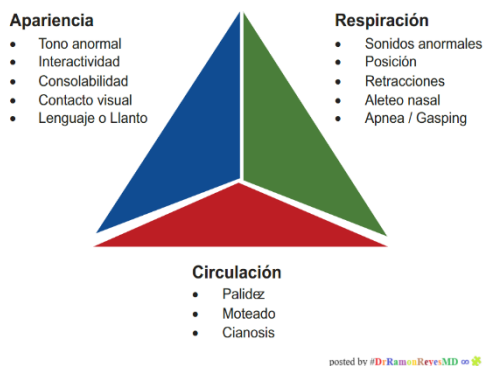 Apariencia
• Tono anormal
• Interactividad
• Consolabilidad
• Contacto visual
• Lenguaje o Llanto
Respiración
• Sonidos anormales
• Posición
• Retracciones
• Aleteo nasal
• Apnea / Gasping
Circulación
• Palidez
• Moteado
• Cianosis
posted by #DrRamonReyesMD ∞